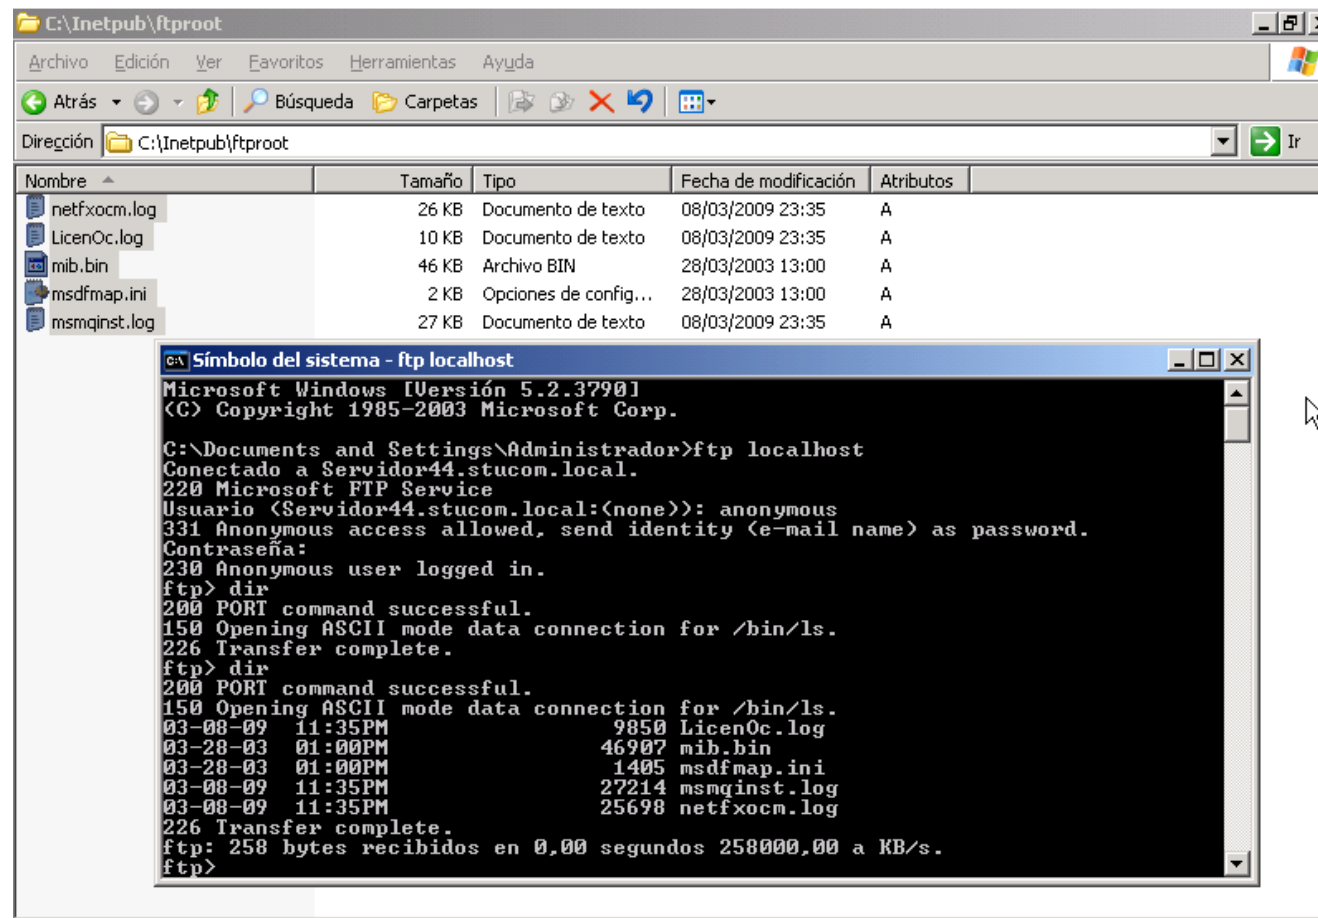 C:\Inetpub\ftproot
Archivo Edición Ver Favoritos Herramientas Ayuda
Atrás Búsqueda Carpetas
Dirección C:\Inetpub\ftproot Ir
Nombre Tamaño Tipo Fecha de modificación Atributos
netfxocm.log 26 KB Documento de texto 08/03/2009 23:35 A
LicenOc.log 10 KB Documento de texto 08/03/2009 23:35 A
mib.bin 46 KB Archivo BIN 28/03/2003 13:00 A
msdfmap.ini 2 KB Opciones de config... 28/03/2003 13:00 A
msmqinst.log 27 KB Documento de texto 08/03/2009 23:35 A
Símbolo del sistema - ftp localhost
Microsoft Windows [Versión 5.2.3790]
(C) Copyright 1985-2003 Microsoft Corp.
C:\Documents and Settings\Administrador>ftp localhost
Conectado a Servidor44.stucom.local.
220 Microsoft FTP Service
Usuario (Servidor44.stucom.local:(none)): anonymous
331 Anonymous access allowed, send identity (e-mail name) as password.
Contraseña:
230 Anonymous user logged in.
ftp> dir
200 PORT command successful.
150 Opening ASCII mode data connection for /bin/ls.
226 Transfer complete.
ftp> dir
200 PORT command successful.
150 Opening ASCII mode data connection for /bin/ls.
03-08-09 11:35PM 9850 LicenOc.log
03-28-03 01:00PM 46907 mib.bin
03-28-03 01:00PM 1405 msdfmap.ini
03-08-09 11:35PM 27214 msmqinst.log
03-08-09 11:35PM 25698 netfxocm.log
226 Transfer complete.
ftp: 258 bytes recibidos en 0,00 segundos 258000,00 a KB/s.
ftp>